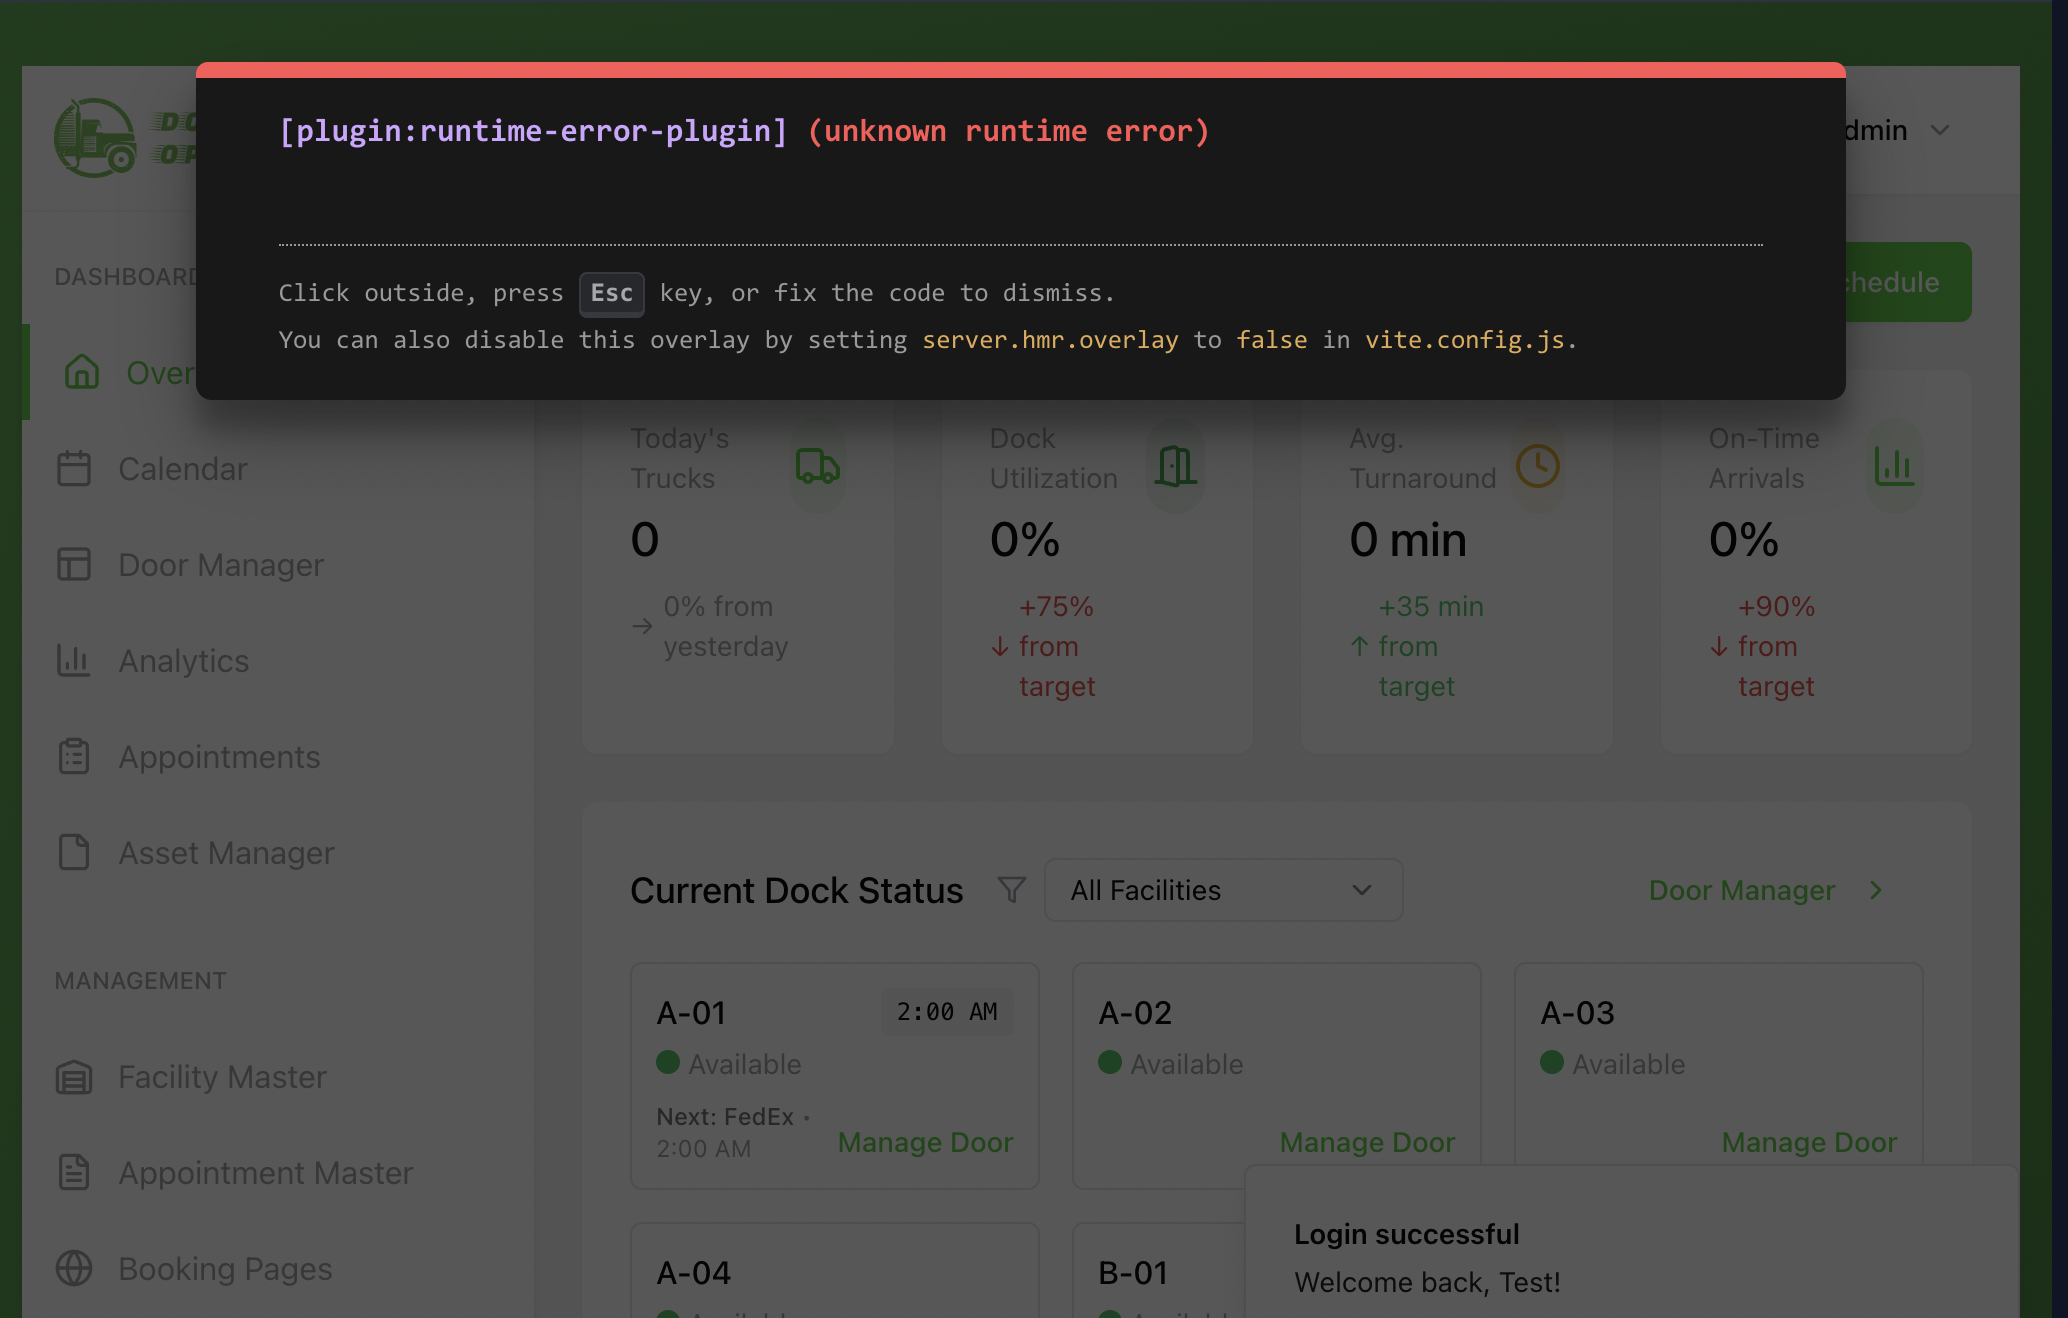 [plugin:runtime-error-plugin] (unknown runtime error)
Click outside, press Esc key, or fix the code to dismiss.
You can also disable this overlay by setting server.hmr.overlay to false in vite.config.js.
DASHBOARD
Calendar
Door Manager
Analytics
Appointments
Asset Manager
MANAGEMENT
Facility Master
Appointment Master
Booking Pages
Today's
Trucks
0
0% from
yesterday
Dock
Utilization
0%
+75%
from
target
Avg.
Turnaround
0 min
+35 min
from
target
On-Time
Arrivals
0%
+90%
from
target
Current Dock Status
All Facilities
Door Manager
A-01
2:00 AM
Available
Next: FedEx •
2:00 AM
Manage Door
A-02
Available
Manage Door
A-03
Available
Manage Door
A-04
B-01
Login successful
Welcome back, Test!